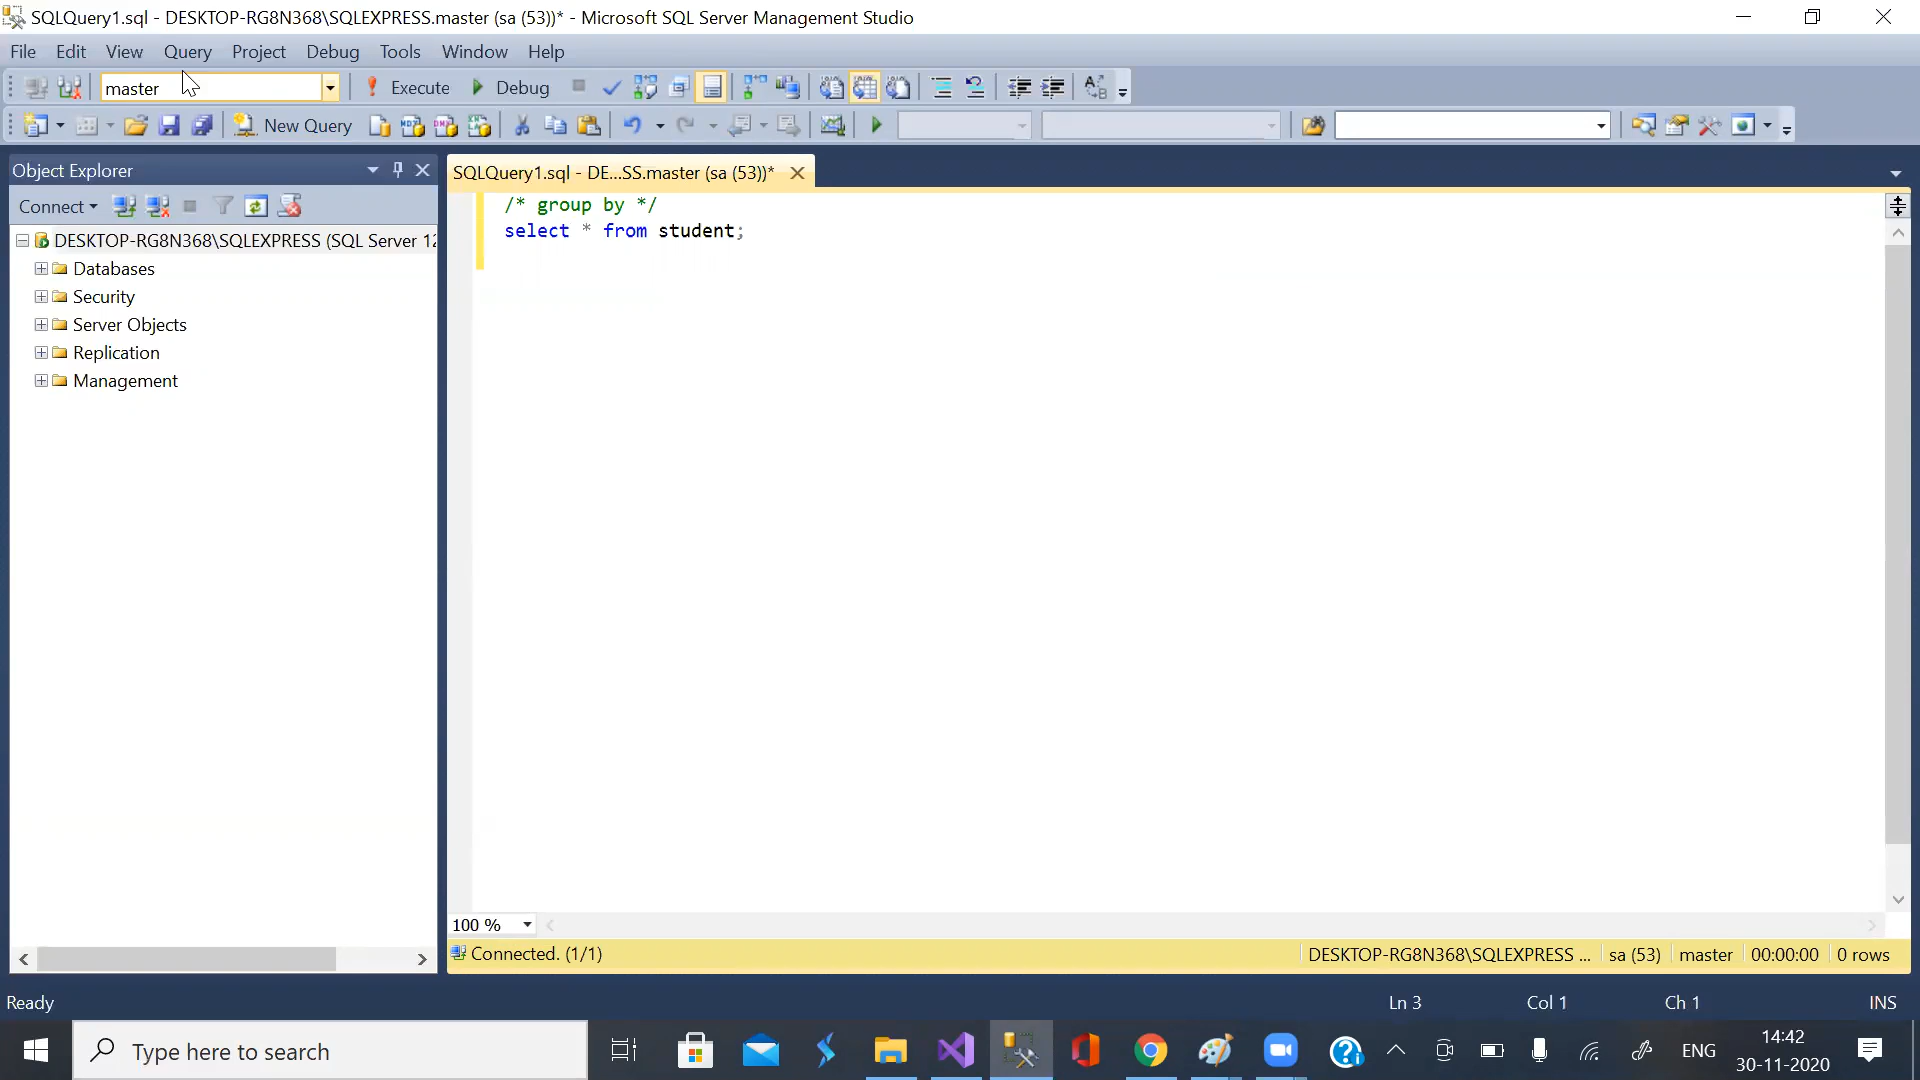 SQLQuery1.sql - DESKTOP-RG8N368\SQLEXPRESS.master (sa (53))* - Microsoft SQL Server Management Studio
File Edit View Query Project Debug Tools Window Help
master Execute Debug
New Query
Object Explorer
SQLQuery1.sql - DE...SS.master (sa (53))*
Connect
DESKTOP-RG8N368\SQLEXPRESS (SQL Server 12
Databases
Security
Server Objects
Replication
Management
/* group by */
select * from student;
100 %
Connected. (1/1)
DESKTOP-RG8N368\SQLEXPRESS ... sa (53) master 00:00:00 0 rows
Ready Ln 3 Col 1 Ch 1 INS
Type here to search
ENG
14:42
30-11-2020